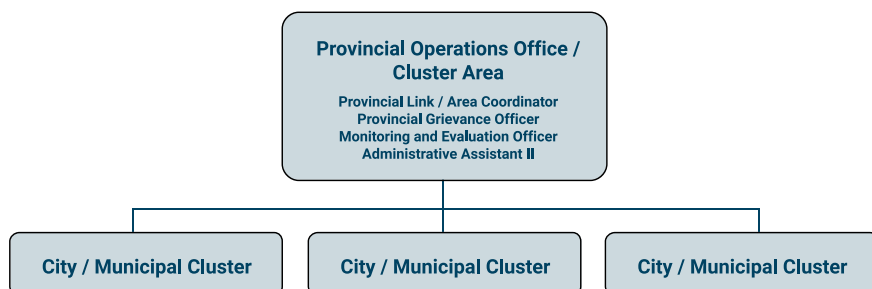 Provincial Operations Office /
Cluster Area
Provincial Link / Area Coordinator
Provincial Grievance Officer
Monitoring and Evaluation Officer
Administrative Assistant II
City / Municipal Cluster
City / Municipal Cluster
City / Municipal Cluster